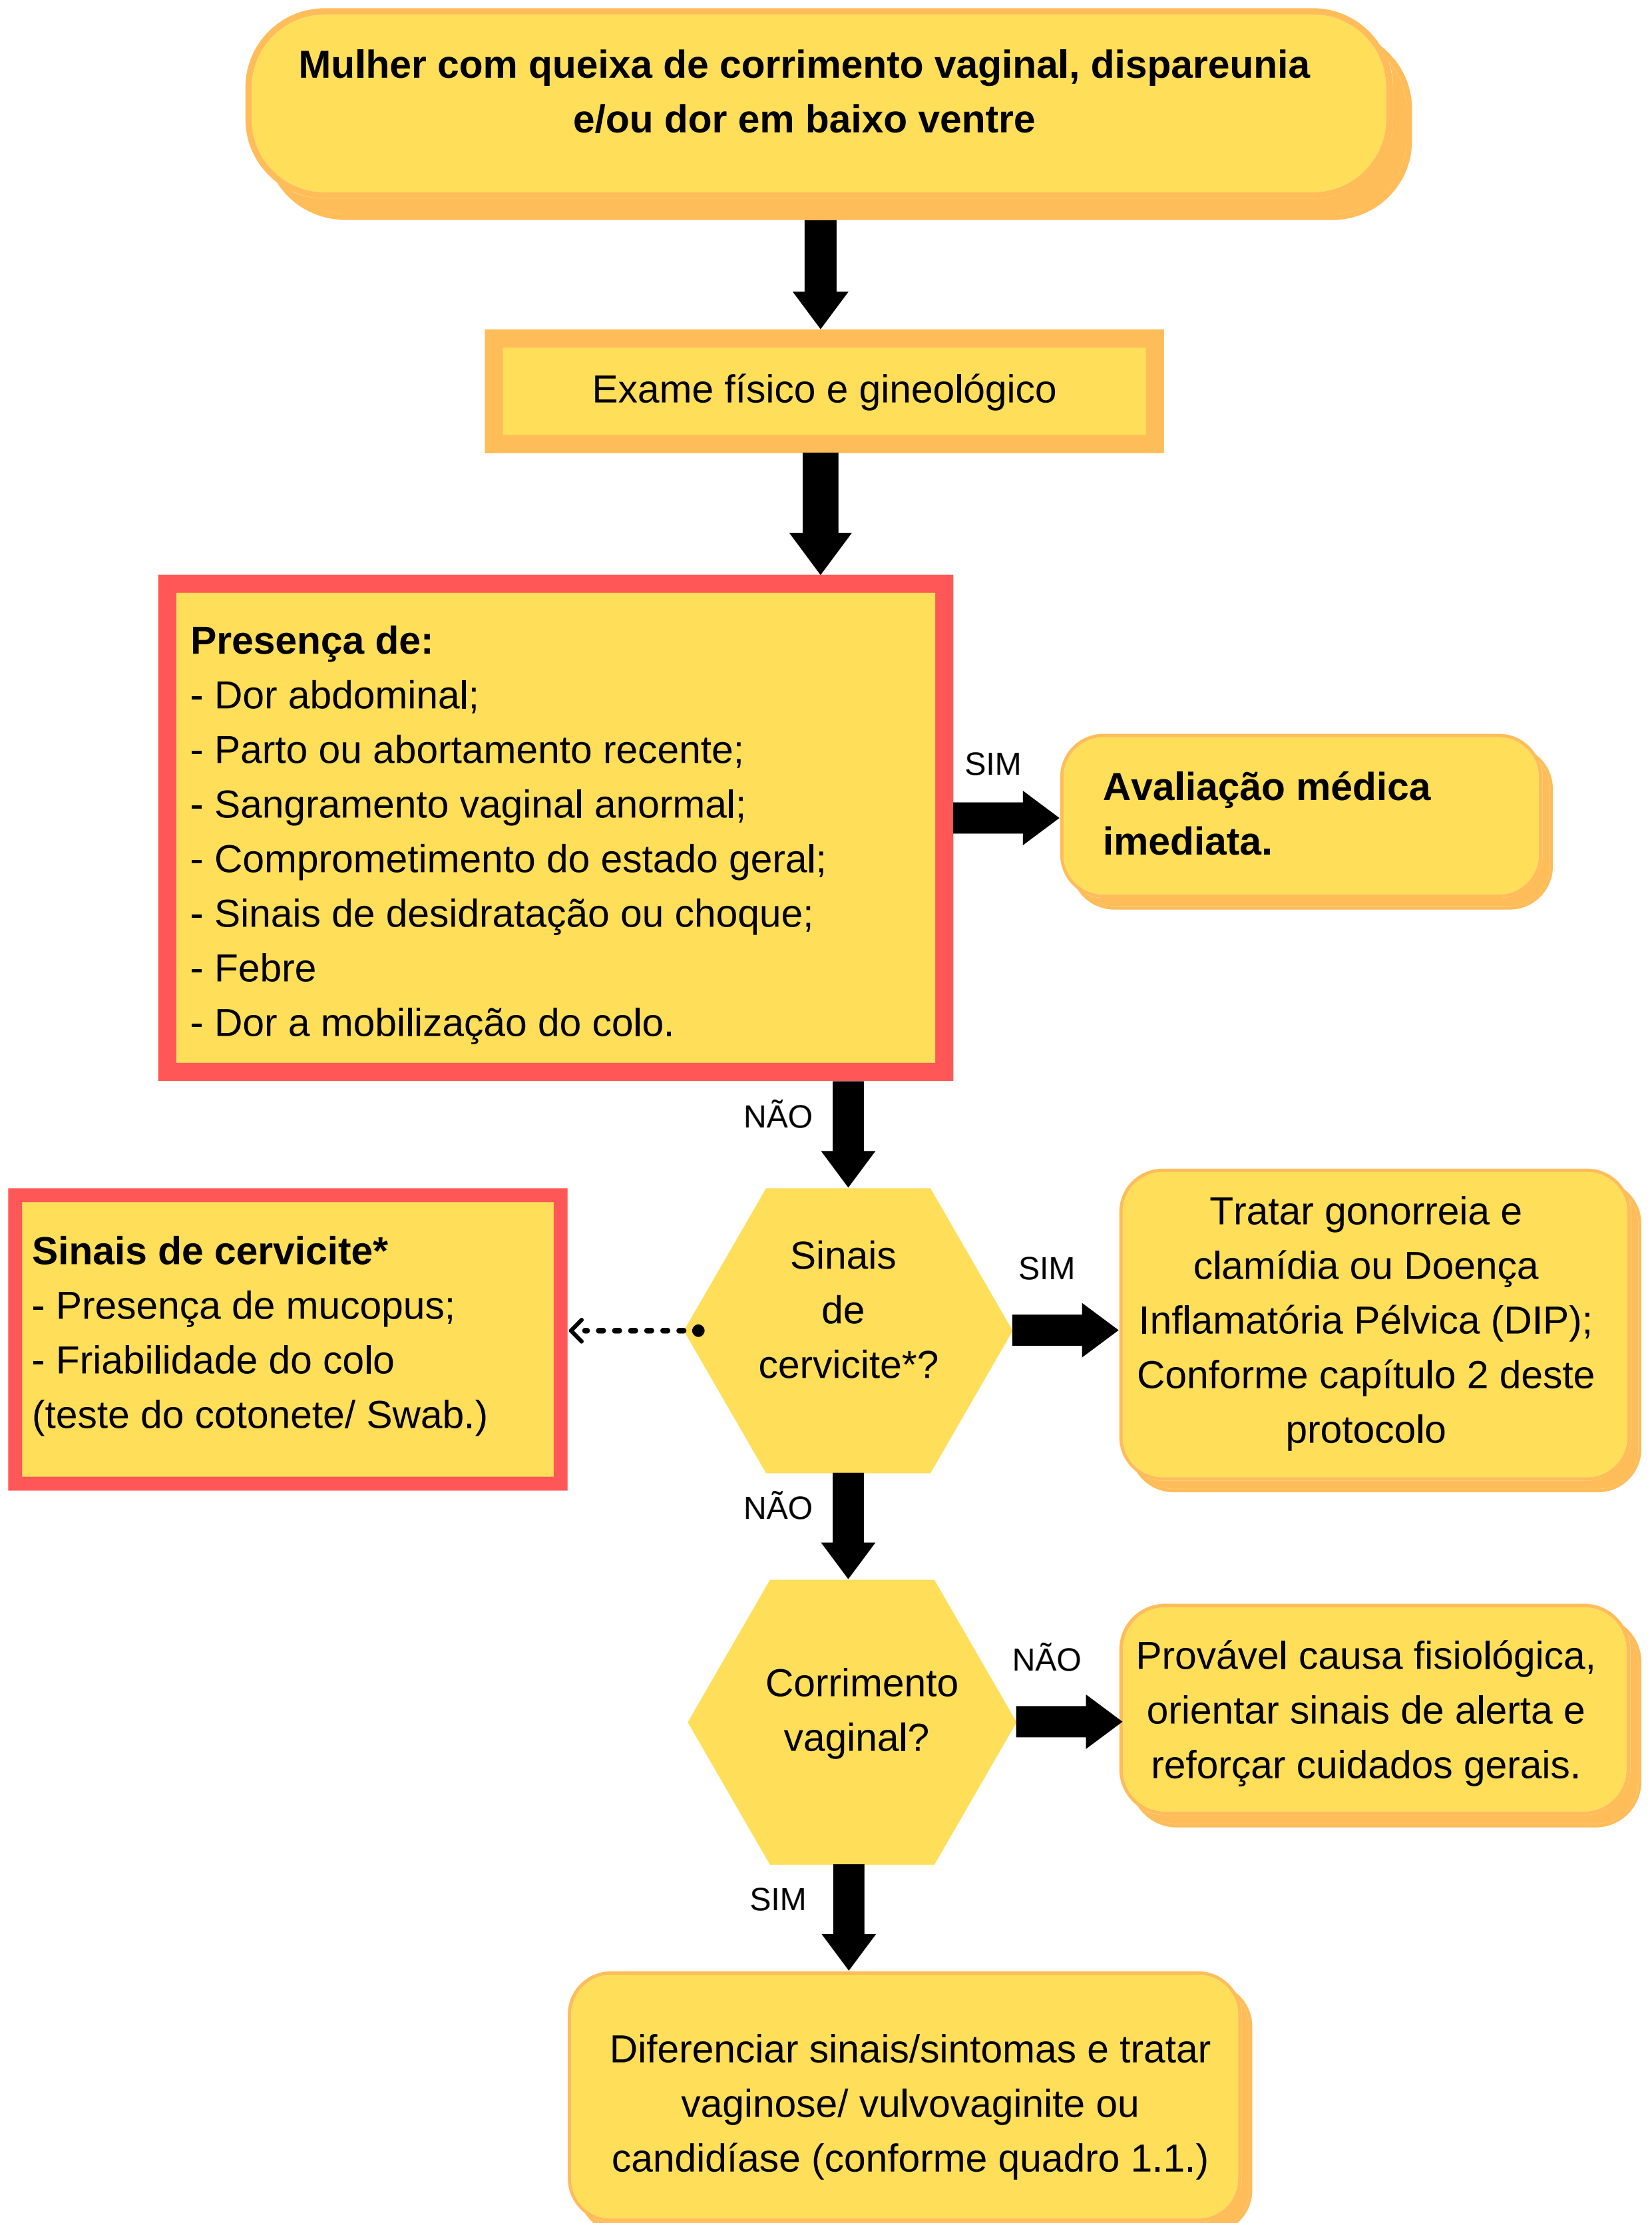 Mulher com queixa de corrimento vaginal, dispareunia
e/ou dor em baixo ventre
Exame físico e gineológico
Presença de:
- Dor abdominal;
- Parto ou abortamento recente;
- Sangramento vaginal anormal;
- Comprometimento do estado geral;
- Sinais de desidratação ou choque;
- Febre
- Dor a mobilização do colo.
SIM
Avaliação médica
imediata.
NÃO
Sinais de cervicite*
- Presença de mucopus;
- Friabilidade do colo
(teste do cotonete/ Swab.)
Sinais
de
cervicite*?
SIM
Tratar gonorreia e
clamídia ou Doença
Inflamatória Pélvica (DIP);
Conforme capítulo 2 deste
protocolo
NÃO
Corrimento
vaginal?
NÃO
Provável causa fisiológica,
orientar sinais de alerta e
reforçar cuidados gerais.
SIM
Diferenciar sinais/sintomas e tratar
vaginose/ vulvovaginite ou
candidíase (conforme quadro 1.1.)